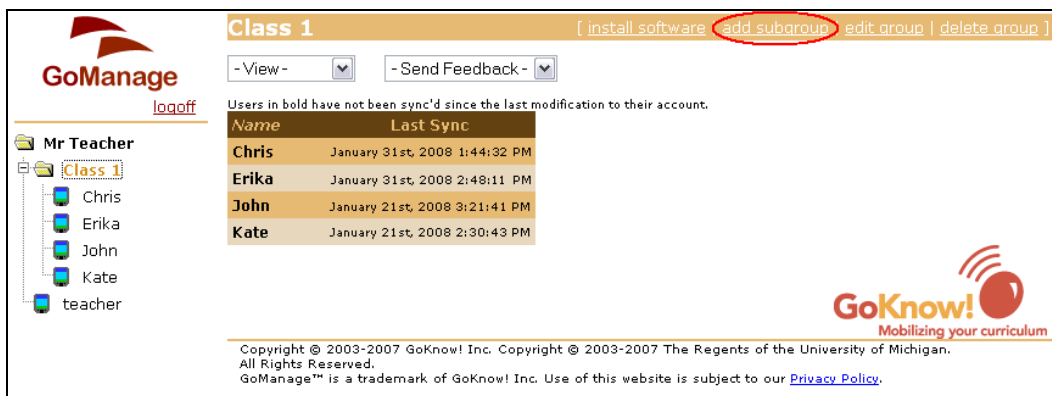 GoManage
logoff
Mr Teacher
Class 1
Chris
Erika
John
Kate
teacher
Class 1 [ install software | add subgroup | edit group | delete group ]
-View- -Send Feedback-
Users in bold have not been sync'd since the last modification to their account.
Name Last Sync
Chris January 31st, 2008 1:44:32 PM
Erika January 31st, 2008 2:48:11 PM
John January 21st, 2008 3:21:41 PM
Kate January 21st, 2008 2:30:43 PM
GoKnow!
Mobilizing your curriculum
Copyright © 2003-2007 GoKnow! Inc. Copyright © 2003-2007 The Regents of the University of Michigan.
All Rights Reserved.
GoManage™ is a trademark of GoKnow! Inc. Use of this website is subject to our Privacy Policy.